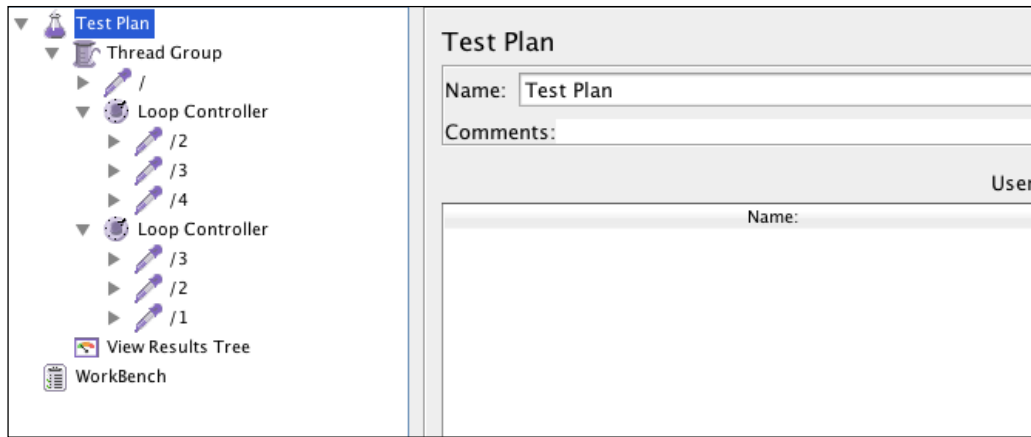 Test Plan
Thread Group
/
Loop Controller
/2
/3
/4
Loop Controller
/3
/2
/1
View Results Tree
WorkBench
Test Plan
Name: Test Plan
Comments:
User
Name: